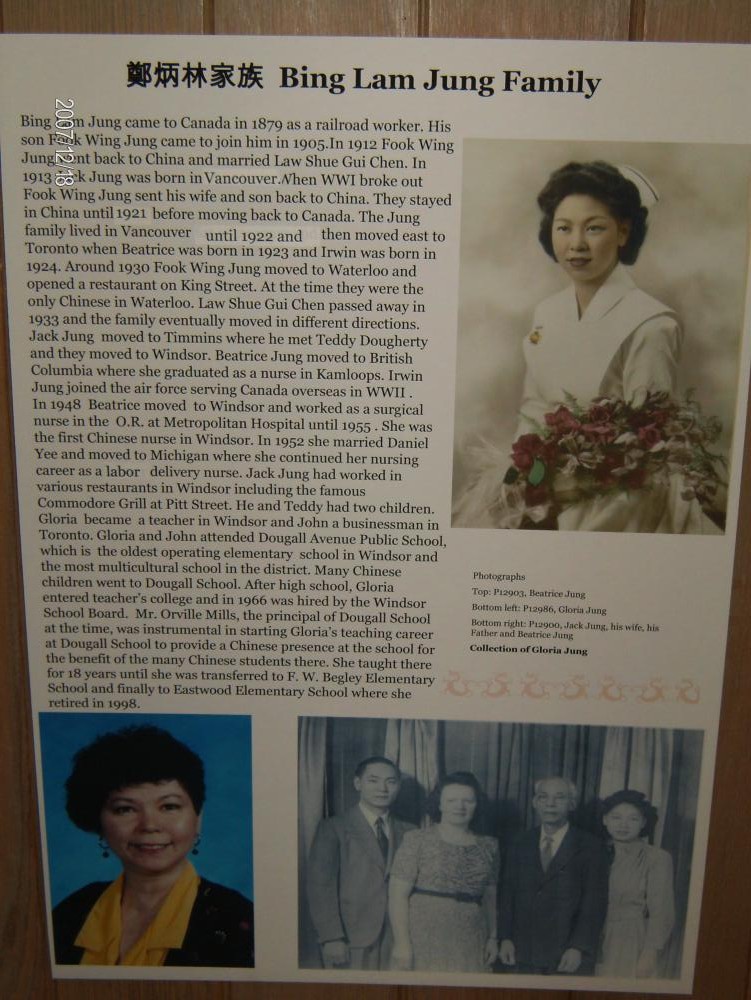 鄭炳林家族 Bing Lam Jung Family
Bing Lam Jung came to Canada in 1879 as a railroad worker. His
son Fook Wing Jung came to join him in 1905.In 1912 Fook Wing
Jung went back to China and married Law Shue Gui Chen. In
1913 Jack Jung was born in Vancouver.When WWI broke out
Fook Wing Jung sent his wife and son back to China. They stayed
in China until 1921 before moving back to Canada. The Jung
family lived in Vancouver until 1922 and then moved east to
Toronto when Beatrice was born in 1923 and Irwin was born in
1924. Around 1930 Fook Wing Jung moved to Waterloo and
opened a restaurant on King Street. At the time they were the
only Chinese in Waterloo. Law Shue Gui Chen passed away in
1933 and the family eventually moved in different directions.
Jack Jung moved to Timmins where he met Teddy Dougherty
and they moved to Windsor. Beatrice Jung moved to British
Columbia where she graduated as a nurse in Kamloops. Irwin
Jung joined the air force serving Canada overseas in WWII .
In 1948 Beatrice moved to Windsor and worked as a surgical
nurse in the O.R. at Metropolitan Hospital until 1955 . She was
the first Chinese nurse in Windsor. In 1952 she married Daniel
Yee and moved to Michigan where she continued her nursing
career as a labor delivery nurse. Jack Jung had worked in
various restaurants in Windsor including the famous
Commodore Grill at Pitt Street. He and Teddy had two children.
Gloria became a teacher in Windsor and John a businessman in
Toronto. Gloria and John attended Dougall Avenue Public School,
which is the oldest operating elementary school in Windsor and
the most multicultural school in the district. Many Chinese
children went to Dougall School. After high school, Gloria
entered teacher's college and in 1966 was hired by the Windsor
School Board. Mr. Orville Mills, the principal of Dougall School
at the time, was instrumental in starting Gloria's teaching career
at Dougall School to provide a Chinese presence at the school for
the benefit of the many Chinese students there. She taught there
for 18 years until she was transferred to F. W. Begley Elementary
School and finally to Eastwood Elementary School where she
retired in 1998.
Photographs
Top: P12903, Beatrice Jung
Bottom left: P12986, Gloria Jung
Bottom right: P12900, Jack Jung, his wife, his
Father and Beatrice Jung
Collection of Gloria Jung
2007/12/18